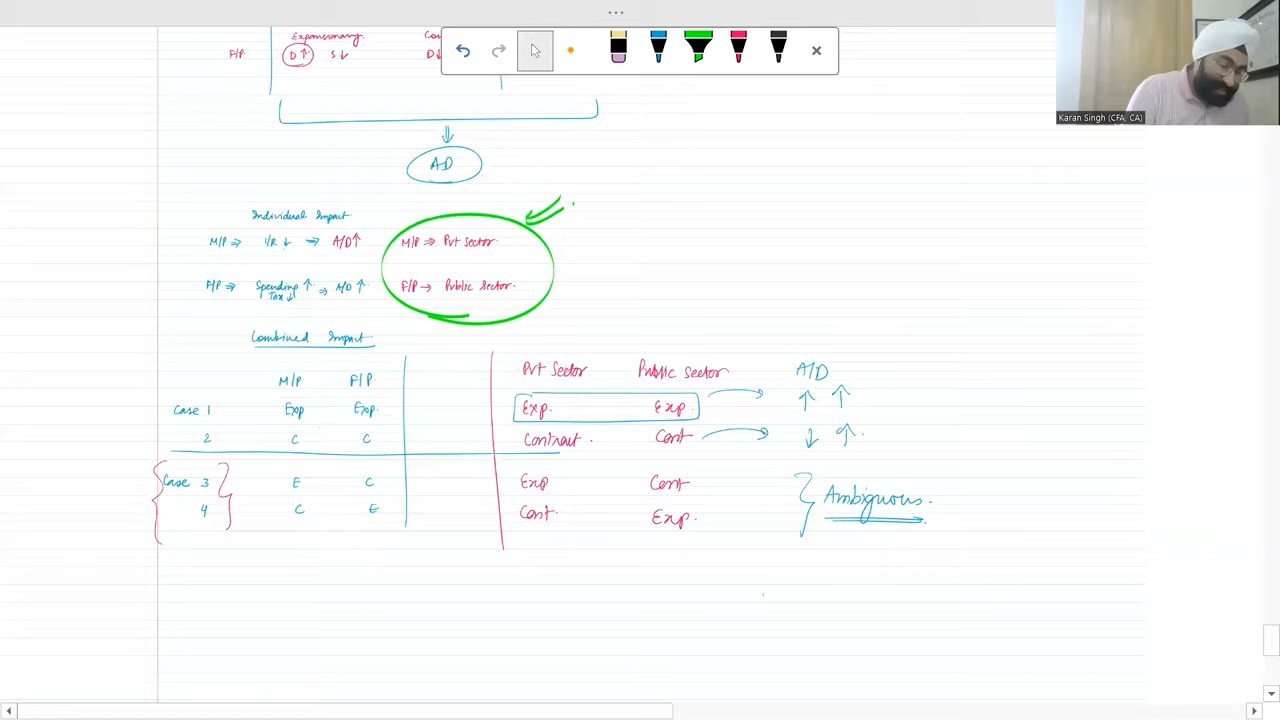 Expansionary Co
F/P. D↑ S↓ D↓
AD
Individual Impact
M/P ⇒ I/R ↓ ⇒ A/D↑ M/P ⇒ Pvt Sector.
F/P ⇒ Spending ↑ ⇒ A/D ↑ F/P → Public Sector.
Tax ↓
Combined Impact
Pvt Sector Public Sector A/D
M/P F/P
Case 1 Exp Exp. Exp. Exp. ↑ ↑
2 C C Contract. Cont ↓ ↑.
Case 3 E C Exp Cont
4 C E Cont. Exp. Ambiguous.
Karan Singh (CFA, CA)